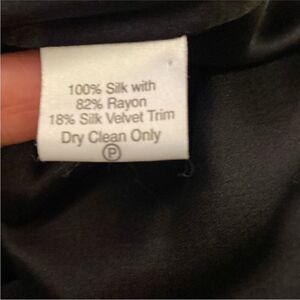 100% Silk with
82% Rayon
18% Silk Velvet Trim
Dry Clean Only
P